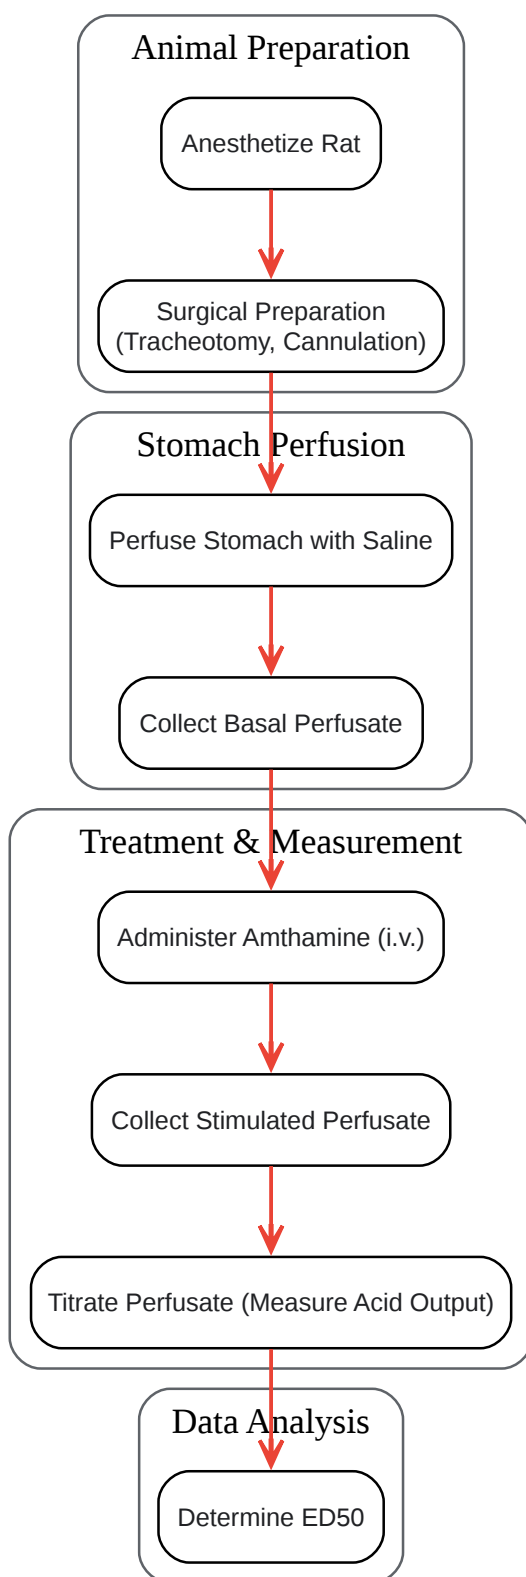 Animal Preparation
Anesthetize Rat
Surgical Preparation
(Tracheotomy, Cannulation)
Stomach Perfusion
Perfuse Stomach with Saline
Collect Basal Perfusate
Treatment & Measurement
Administer Amthamine (i.v.)
Collect Stimulated Perfusate
Titrate Perfusate (Measure Acid Output)
Data Analysis
Determine ED50